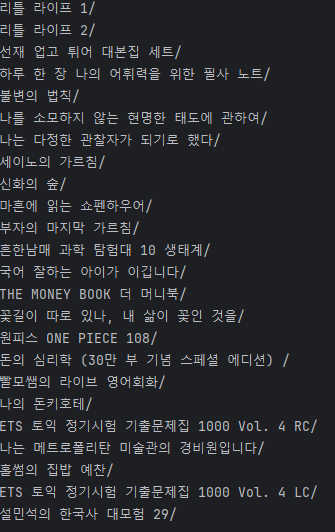 리틀 라이프 1/
리틀 라이프 2/
선재 업고 튀어 대본집 세트/
하루 한 장 나의 어휘력을 위한 필사 노트/
불변의 법칙/
나를 소모하지 않는 현명한 태도에 관하여/
나는 다정한 관찰자가 되기로 했다/
세이노의 가르침/
신화의 숲/
마흔에 읽는 쇼펜하우어/
부자의 마지막 가르침/
흔한남매 과학 탐험대 10 생태계/
국어 잘하는 아이가 이깁니다/
THE MONEY BOOK 더 머니북/
꽃길이 따로 있나, 내 삶이 꽃인 것을/
원피스 ONE PIECE 108/
돈의 심리학 (30만 부 기념 스페셜 에디션) /
빨모쌤의 라이브 영어회화/
나의 돈키호테/
ETS 토익 정기시험 기출문제집 1000 Vol. 4 RC/
나는 메트로폴리탄 미술관의 경비원입니다/
홀썸의 집밥 예찬/
ETS 토익 정기시험 기출문제집 1000 Vol. 4 LC/
설민석의 한국사 대모험 29/